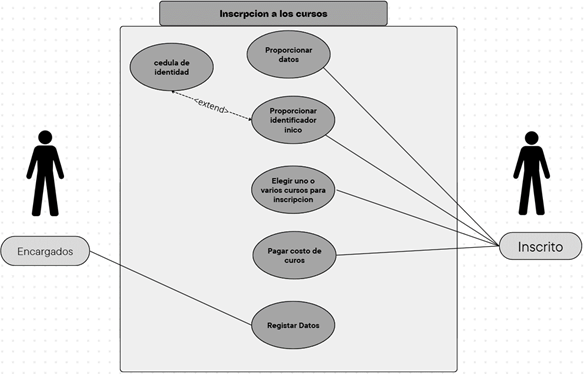 Inscrpcion a los cursos
cedula de
identidad
Proporcionar
datos
<extend>
Proporcionar
identificador
inico
Elegir uno o
varios cursos para
inscripcion
Encargados
Inscrito
Pagar costo de
curos
Registar Datos